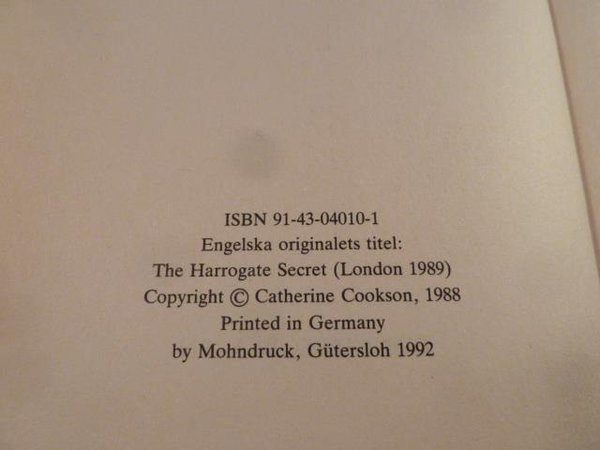 ISBN 91-43-04010-1
Engelska originalets titel:
The Harrogate Secret (London 1989)
Copyright © Catherine Cookson, 1988
Printed in Germany
by Mohndruck, Gütersloh 1992